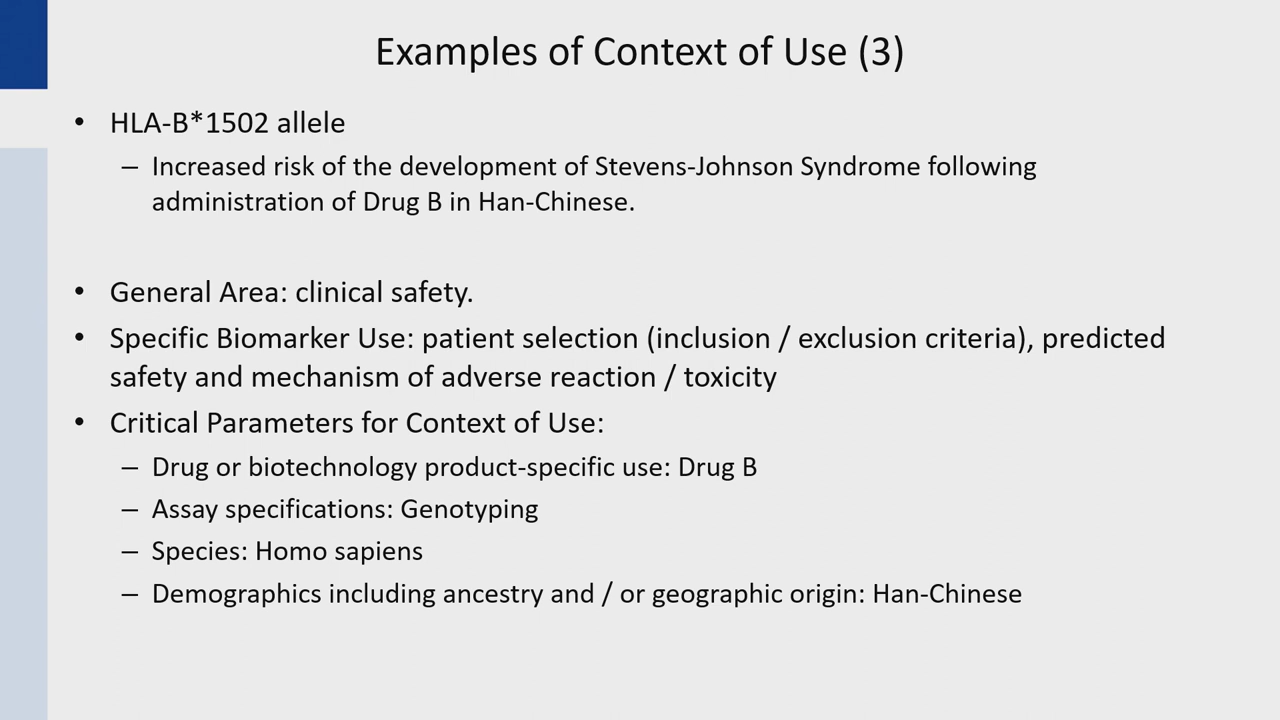 Examples of Context of Use (3)
• HLA-B*1502 allele
– Increased risk of the development of Stevens-Johnson Syndrome following
administration of Drug B in Han-Chinese.
• General Area: clinical safety.
• Specific Biomarker Use: patient selection (inclusion / exclusion criteria), predicted
safety and mechanism of adverse reaction / toxicity
• Critical Parameters for Context of Use:
– Drug or biotechnology product-specific use: Drug B
– Assay specifications: Genotyping
– Species: Homo sapiens
– Demographics including ancestry and / or geographic origin: Han-Chinese